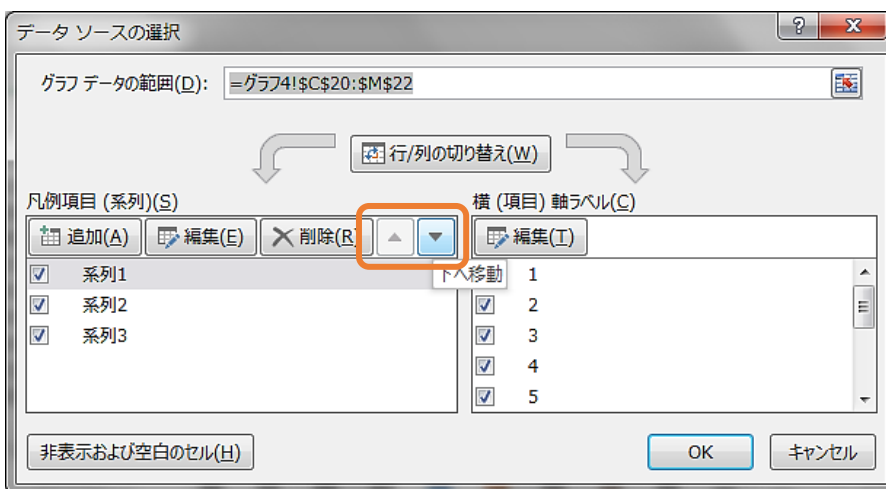 データ ソースの選択
グラフ データの範囲(D): =グラフ4!$C$20:$M$22
行/列の切り替え(W)
凡例項目 (系列)(S)
横 (項目) 軸ラベル(C)
追加(A) 編集(E) 削除(R
編集(T)
下へ移動
系列1
系列2
系列3
1
2
3
4
5
非表示および空白のセル(H)
OK キャンセル